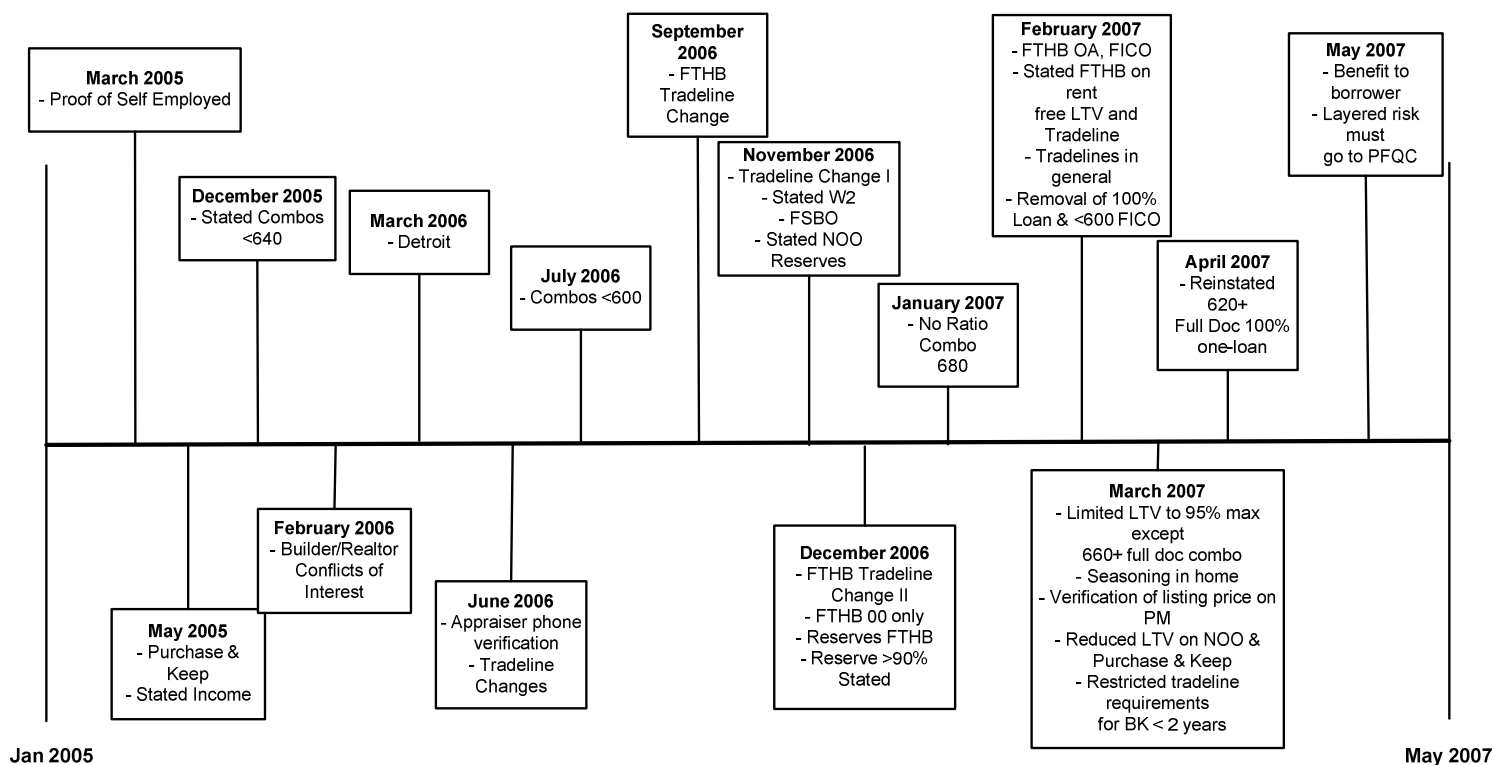 March 2005
- Proof of Self Employed
May 2005
- Purchase &
Keep
- Stated Income
December 2005
- Stated Combos
<640
February 2006
- Builder/Realtor
Conflicts of
Interest
March 2006
- Detroit
June 2006
- Appraiser phone
verification
- Tradeline
Changes
July 2006
- Combos <600
September
2006
- FTHB
Tradeline
Change
November 2006
- Tradeline Change I
- Stated W2
- FSBO
- Stated NOO
Reserves
December 2006
- FTHB Tradeline
Change II
- FTHB 00 only
- Reserves FTHB
- Reserve >90%
Stated
January 2007
- No Ratio
Combo
680
February 2007
- FTHB OA, FICO
- Stated FTHB on
rent
free LTV and
Tradeline
- Tradelines in
general
- Removal of 100%
Loan & <600 FICO
March 2007
- Limited LTV to 95% max
except
660+ full doc combo
- Seasoning in home
- Verification of listing price on
PM
- Reduced LTV on NOO &
Purchase & Keep
- Restricted tradeline
requirements
for BK < 2 years
April 2007
- Reinstated
620+
Full Doc 100%
one-loan
May 2007
- Benefit to
borrower
- Layered risk
must
go to PFQC
Jan 2005
May 2007